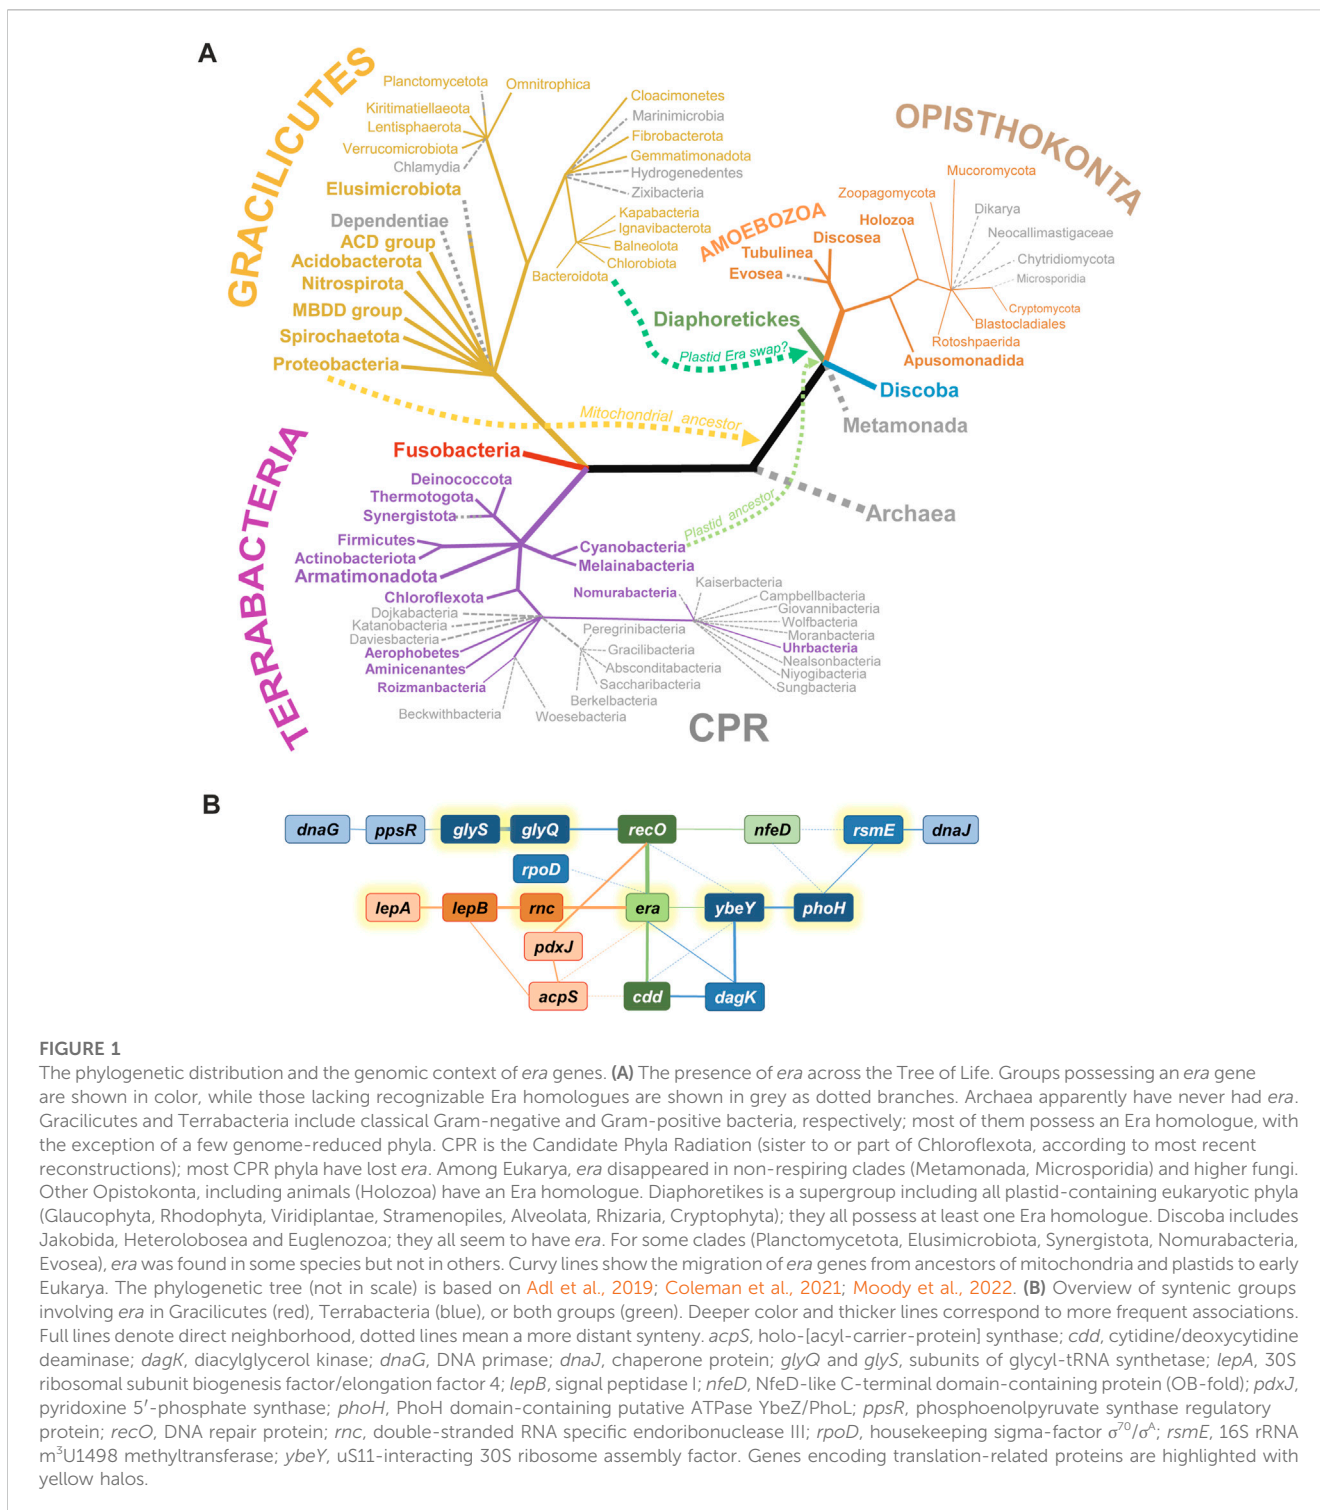 A
GRACILICUTES
Planctomycetota
Omnitrophica
Kiritimatiellaeota
Lentisphaerota
Verrucomicrobiota
Chlamydia
Elusimicrobiota
Dependentiae
ACD group
Acidobacterota
Nitrospirota
MBDD group
Spirochaetota
Proteobacteria
Cloacimonetes
Marinimicrobia
Fibrobacterota
Gemmatimonadota
Hydrogenedentes
Zixibacteria
Kapabacteria
Ignavibacterota
Balneolota
Chlorobiota
Bacteroidota
OPISTHOKONTA
AMOEBOZOA
Mucoromycota
Zoopagomycota
Dikarya
Holozoa
Neocallimastigaceae
Discosea
Tubulinea
Chytridiomycota
Evosea
Microsporidia
Cryptomycota
Blastocladiales
Rotoshpaerida
Apusomonadida
Diaphoretickes
Plastid Era swap?
Discoba
Metamonada
Mitochondrial ancestor
Plastid ancestor
Archaea
Fusobacteria
TERRABACTERIA
Deinococcota
Thermotogota
Synergistota
Firmicutes
Actinobacteriota
Armatimonadota
Cyanobacteria
Melainabacteria
Chloroflexota
Dojkabacteria
Katanobacteria
Daviesbacteria
Aerophobetes
Aminicenantes
Roizmanbacteria
Beckwithbacteria
Woesebacteria
Peregrinibacteria
Gracilibacteria
Absconditabacteria
Saccharibacteria
Berkelbacteria
Nomurabacteria
Kaiserbacteria
Campbellbacteria
Giovannibacteria
Wolfbacteria
Moranbacteria
Uhrbacteria
Nealsonbacteria
Niyogibacteria
Sungbacteria
CPR
B
dnaG ppsR glyS glyQ recO nfeD rsmE dnaJ
rpoD
lepA lepB rnc era ybeY phoH
pdxJ
acpS cdd dagK
FIGURE 1
The phylogenetic distribution and the genomic context of era genes. (A) The presence of era across the Tree of Life. Groups possessing an era gene
are shown in color, while those lacking recognizable Era homologues are shown in grey as dotted branches. Archaea apparently have never had era.
Gracilicutes and Terrabacteria include classical Gram-negative and Gram-positive bacteria, respectively; most of them possess an Era homologue, with
the exception of a few genome-reduced phyla. CPR is the Candidate Phyla Radiation (sister to or part of Chloroflexota, according to most recent
reconstructions); most CPR phyla have lost era. Among Eukarya, era disappeared in non-respiring clades (Metamonada, Microsporidia) and higher fungi.
Other Opistokonta, including animals (Holozoa) have an Era homologue. Diaphoretikes is a supergroup including all plastid-containing eukaryotic phyla
(Glaucophyta, Rhodophyta, Viridiplantae, Stramenopiles, Alveolata, Rhizaria, Cryptophyta); they all possess at least one Era homologue. Discoba includes
Jakobida, Heterolobosea and Euglenozoa; they all seem to have era. For some clades (Planctomycetota, Elusimicrobiota, Synergistota, Nomurabacteria,
Evosea), era was found in some species but not in others. Curvy lines show the migration of era genes from ancestors of mitochondria and plastids to early
Eukarya. The phylogenetic tree (not in scale) is based on Adl et al., 2019; Coleman et al., 2021; Moody et al., 2022. (B) Overview of syntenic groups
involving era in Gracilicutes (red), Terrabacteria (blue), or both groups (green). Deeper color and thicker lines correspond to more frequent associations.
Full lines denote direct neighborhood, dotted lines mean a more distant synteny. acpS, holo-[acyl-carrier-protein] synthase; cdd, cytidine/deoxycytidine
deaminase; dagK, diacylglycerol kinase; dnaG, DNA primase; dnaJ, chaperone protein; glyQ and glyS, subunits of glycyl-tRNA synthetase; lepA, 30S
ribosomal subunit biogenesis factor/elongation factor 4; lepB, signal peptidase I; nfeD, NfeD-like C-terminal domain-containing protein (OB-fold); pdxJ,
pyridoxine 5′-phosphate synthase; phoH, PhoH domain-containing putative ATPase YbeZ/PhoL; ppsR, phosphoenolpyruvate synthase regulatory
protein; recO, DNA repair protein; rnc, double-stranded RNA specific endoribonuclease III; rpoD, housekeeping sigma-factor σ⁷⁰/σᴬ; rsmE, 16S rRNA
m³U1498 methyltransferase; ybeY, uS11-interacting 30S ribosome assembly factor. Genes encoding translation-related proteins are highlighted with
yellow halos.